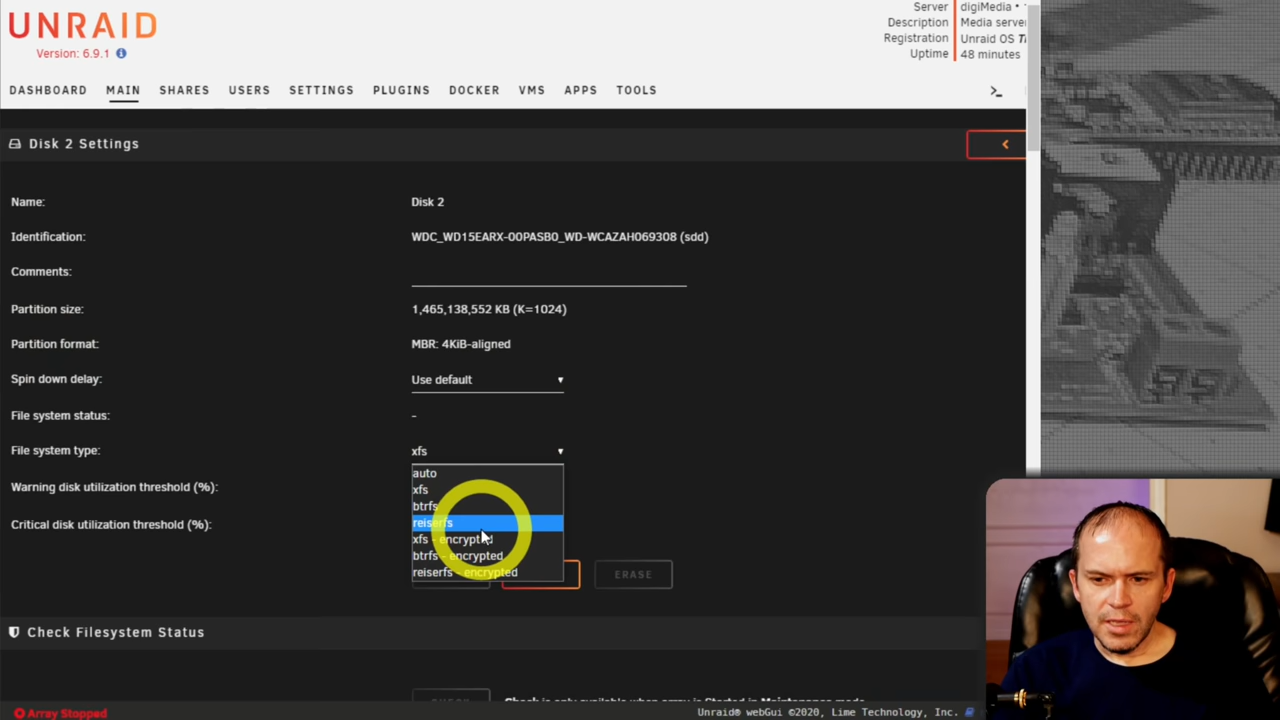 UNRAID
Version: 6.9.1
Server digiMedia •
Description Media server
Registration Unraid OS
Uptime 48 minutes
DASHBOARD MAIN SHARES USERS SETTINGS PLUGINS DOCKER VMS APPS TOOLS
Disk 2 Settings
Name: Disk 2
Identification: WDC_WD15EARX-00PASB0_WD-WCAZAH069308 (sdd)
Comments:
Partition size: 1,465,138,552 KB (K=1024)
Partition format: MBR: 4KiB-aligned
Spin down delay: Use default
File system status: -
File system type: xfs
auto
xfs
btrfs
reiserfs
xfs - encrypted
btrfs - encrypted
reiserfs - encrypted
Warning disk utilization threshold (%):
Critical disk utilization threshold (%):
ERASE
Check Filesystem Status
Array Stopped
Unraid® webGui ©2020, Lime Technology, Inc.